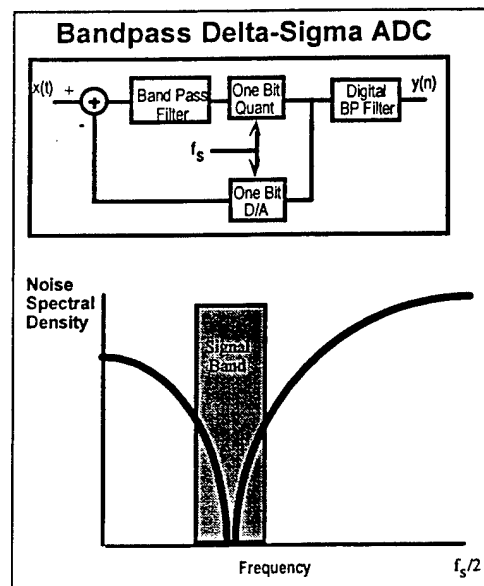 Bandpass Delta-Sigma ADC
x(t)
+
-
Band Pass
Filter
One Bit
Quant
Digital
BP Filter
y(n)
fs
One Bit
D/A
Noise
Spectral
Density
Signal
Band
Frequency
fs/2